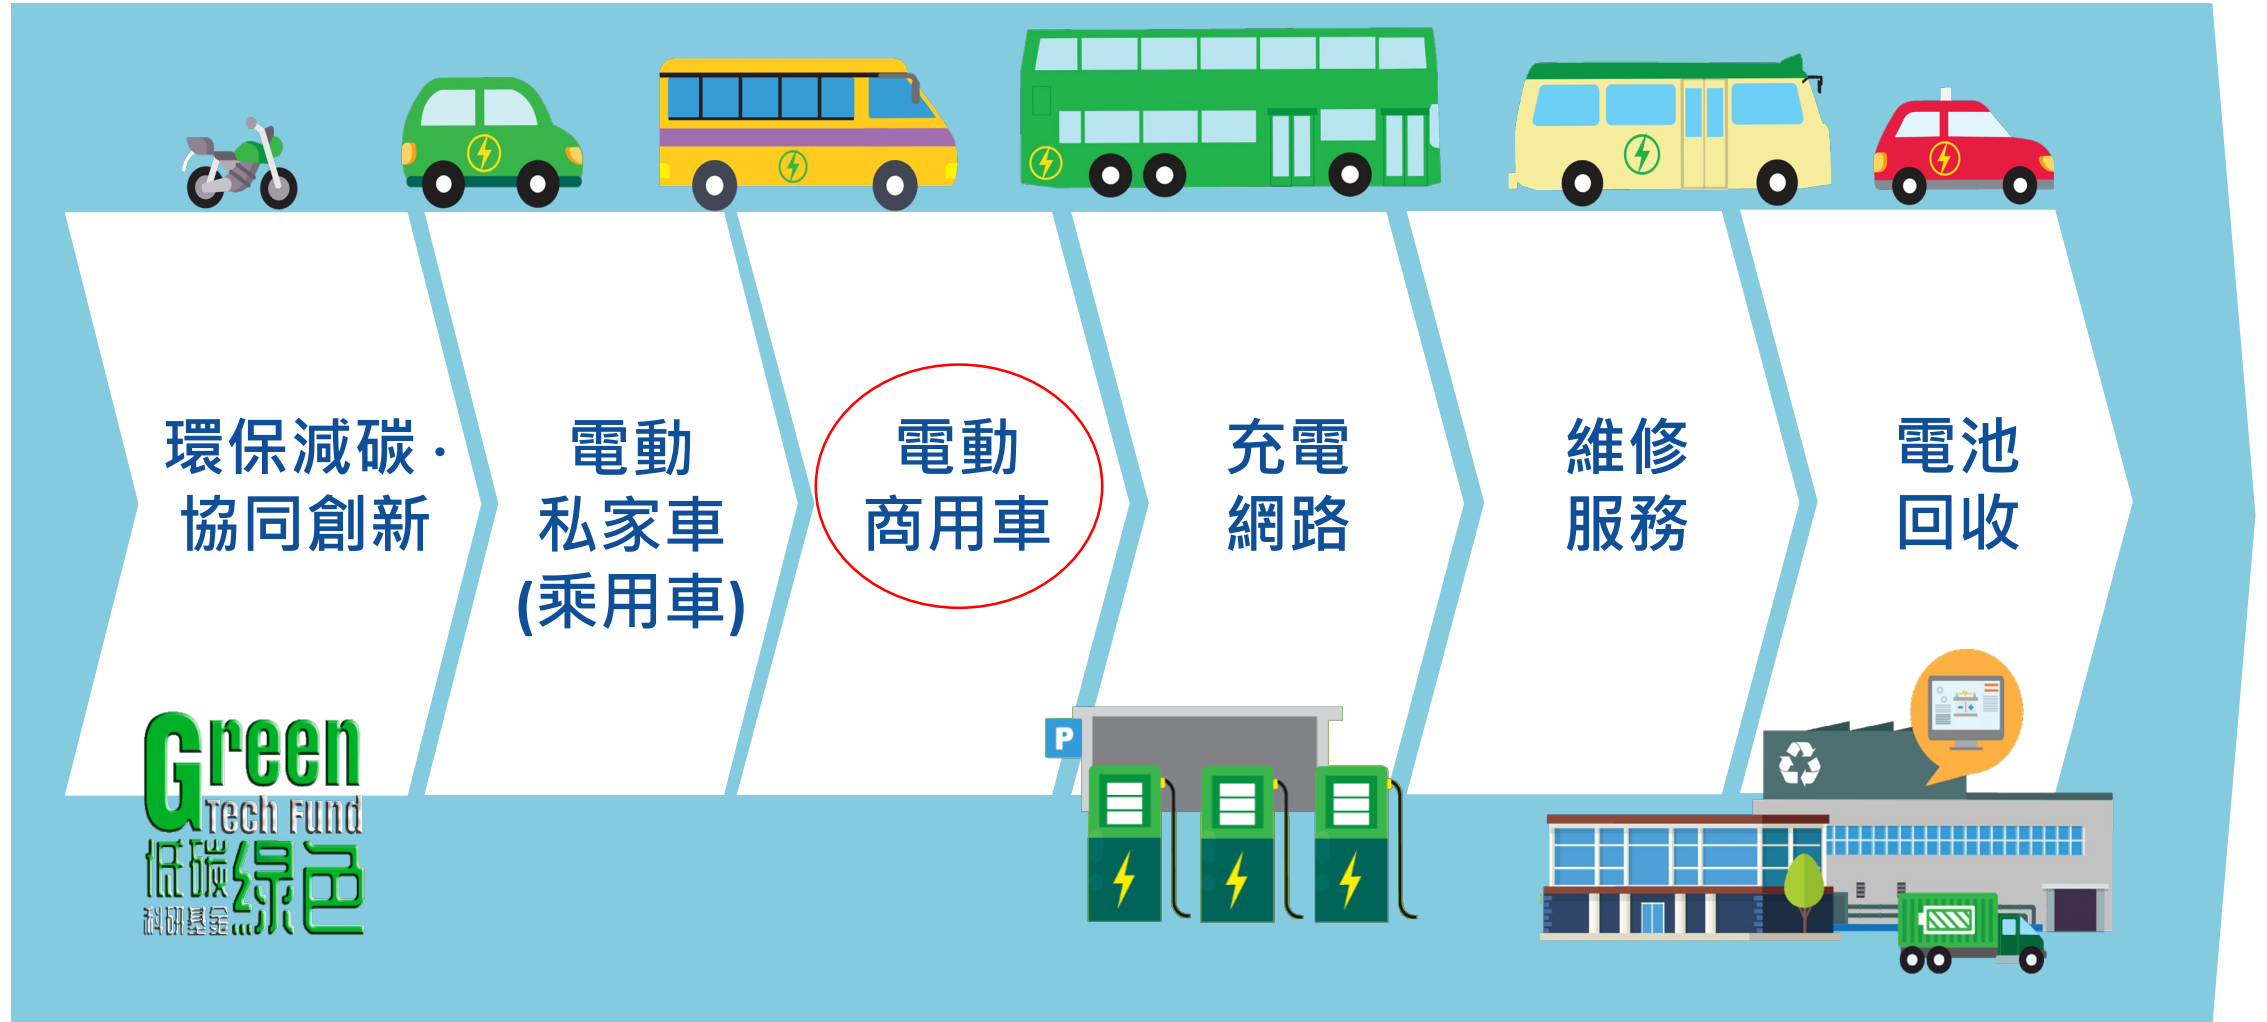 環保減碳 ·
協同創新
電動
私家車
(乘用車)
電動
商用車
充電
網路
維修
服務
電池
回收
P
Green
Tech Fund
低碳綠色
科研基金